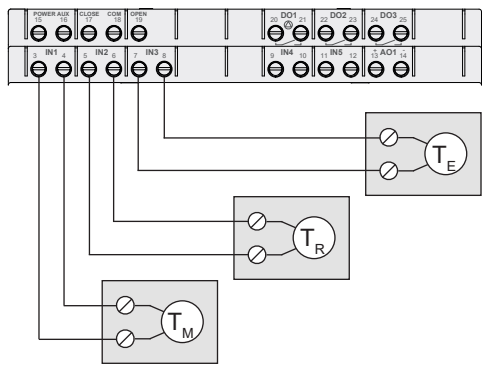 POWER AUX CLOSE COM OPEN DO1 DO2 DO3
15 16 17 18 19 20 21 22 23 24 25
IN1 IN2 IN3 IN4 IN5 + AO1 -
3 4 5 6 7 8 9 10 11 12 13 14
TE
TR
TM